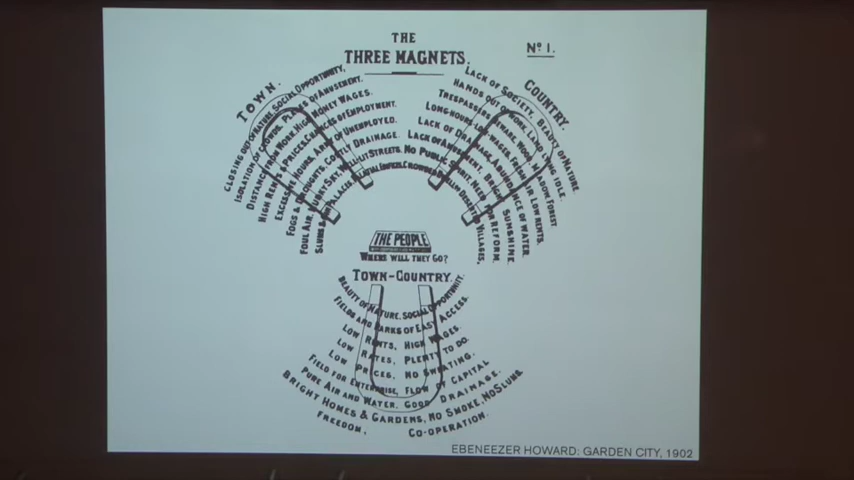 THE
THREE MAGNETS.
Nº 1.
TOWN.
CLOSING OUT OF NATURE. SOCIAL OPPORTUNITY.
ISOLATION OF CROWDS. PLACES OF AMUSEMENT.
DISTANCE FROM WORK. HIGH MONEY WAGES.
HIGH RENTS & PRICES. CHANCES OF EMPLOYMENT.
EXCESSIVE HOURS. ARMY OF UNEMPLOYED.
FOGS & DROUGHTS. COSTLY DRAINAGE.
FOUL AIR. MURKY SKY. WELL-LIT STREETS.
SLUMS & GIN PALACES. PALATIAL EDIFICES.
COUNTRY.
LACK OF SOCIETY. BEAUTY OF NATURE.
HANDS OUT OF WORK. LAND LYING IDLE.
TRESPASSERS BEWARE. WOOD, MEADOW, FOREST.
LONG HOURS-LOW WAGES. FRESH AIR. LOW RENTS.
LACK OF DRAINAGE. ABUNDANCE OF WATER.
LACK OF AMUSEMENT. BRIGHT SUNSHINE.
NO PUBLIC SPIRIT. NEED FOR REFORM.
CROWDED DWELLINGS. DESERTED VILLAGES.
THE PEOPLE
WHERE WILL THEY GO?
TOWN-COUNTRY.
BEAUTY OF NATURE. SOCIAL OPPORTUNITY.
FIELDS AND PARKS OF EASY ACCESS.
LOW RENTS, HIGH WAGES.
LOW RATES, PLENTY TO DO.
LOW PRICES. NO SWEATING.
FIELD FOR ENTERPRISE, FLOW OF CAPITAL
PURE AIR AND WATER. GOOD DRAINAGE.
BRIGHT HOMES & GARDENS, NO SMOKE, NO SLUMS.
FREEDOM, CO-OPERATION.
EBENEEZER HOWARD: GARDEN CITY, 1902